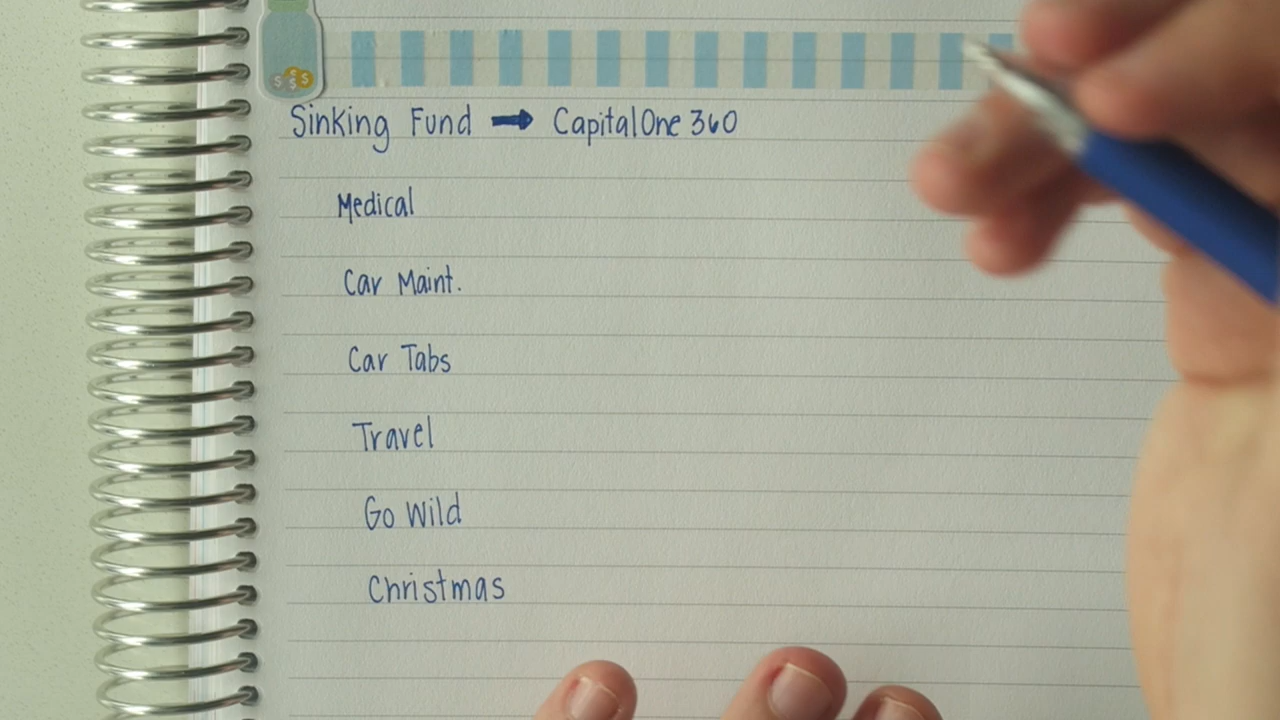 Sinking Fund ➡ CapitalOne 360
Medical
Car Maint.
Car Tabs
Travel
Go Wild
Christmas